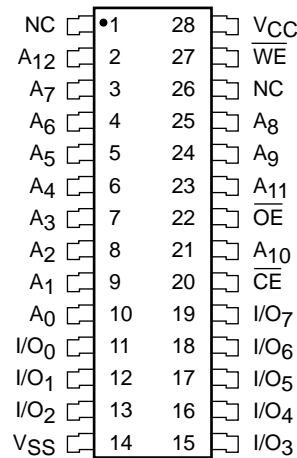 NC 1 28 VCC
A12 2 27 WE
A7 3 26 NC
A6 4 25 A8
A5 5 24 A9
A4 6 23 A11
A3 7 22 OE
A2 8 21 A10
A1 9 20 CE
A0 10 19 I/O7
I/O0 11 18 I/O6
I/O1 12 17 I/O5
I/O2 13 16 I/O4
VSS 14 15 I/O3